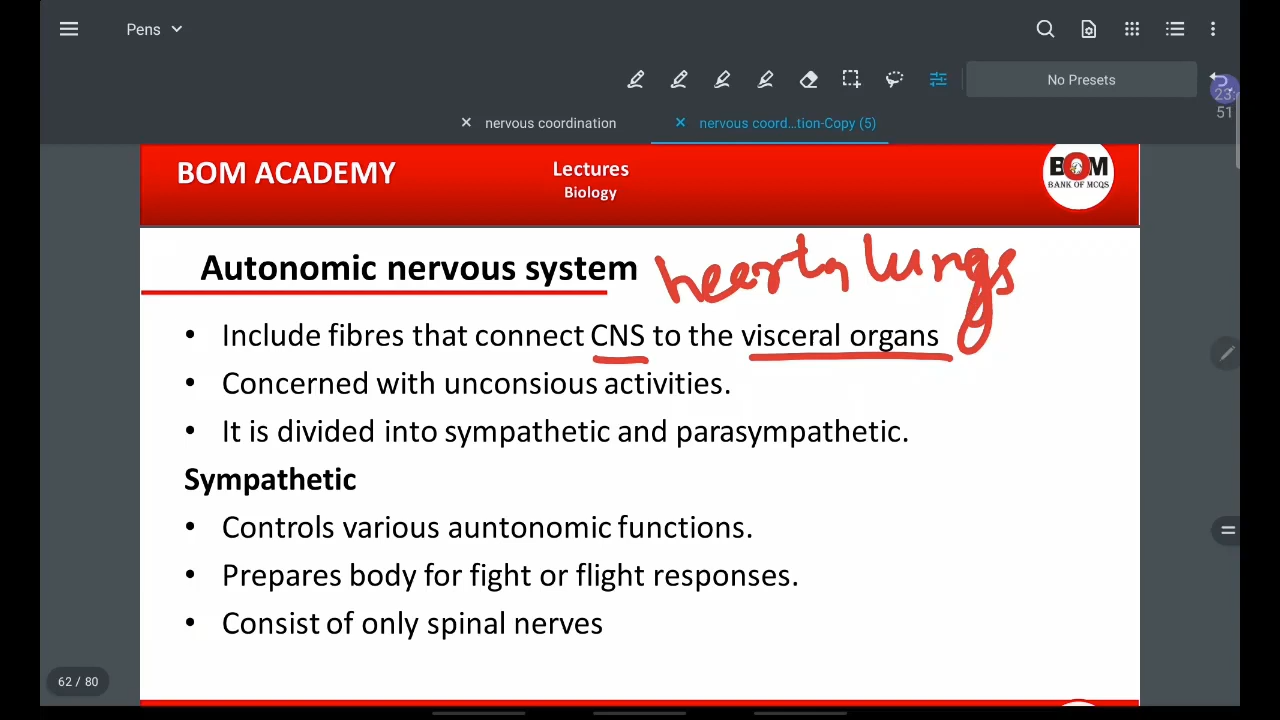 Pens
No Presets
23:
51
nervous coordination
nervous coord...tion-Copy (5)
BOM ACADEMY
Lectures
Biology
BOM
BANK OF MCQS
Autonomic nervous system
heart, lungs
• Include fibres that connect CNS to the visceral organs
• Concerned with unconsious activities.
• It is divided into sympathetic and parasympathetic.
Sympathetic
• Controls various auntonomic functions.
• Prepares body for fight or flight responses.
• Consist of only spinal nerves
62 / 80